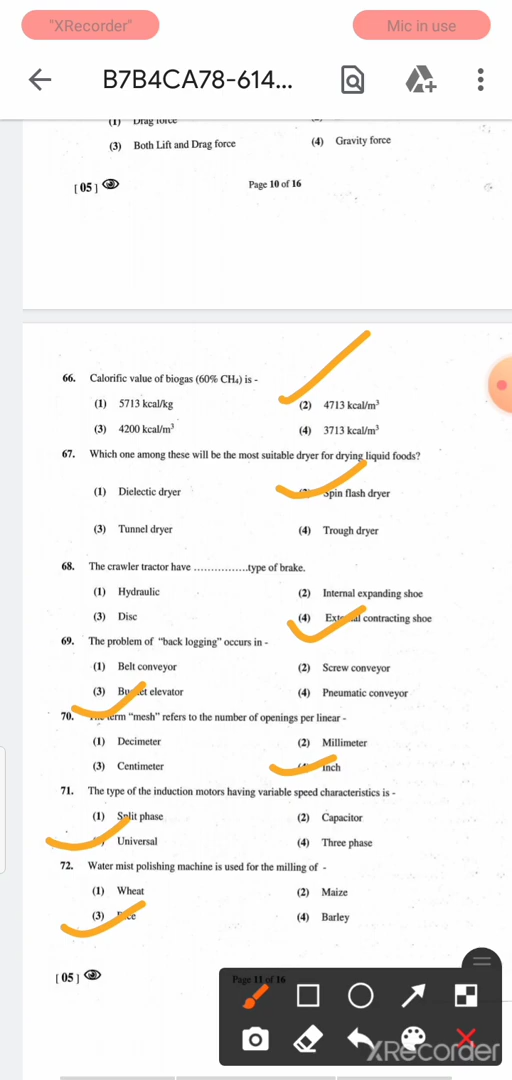 "XRecorder" Mic in use
B7B4CA78-614...
(1) Drag force
(3) Both Lift and Drag force (4) Gravity force
[ 05 ] Page 10 of 16
66. Calorific value of biogas (60% CH₄) is -
(1) 5713 kcal/kg (2) 4713 kcal/m³
(3) 4200 kcal/m³ (4) 3713 kcal/m³
67. Which one among these will be the most suitable dryer for drying liquid foods?
(1) Dielectic dryer Spin flash dryer
(3) Tunnel dryer (4) Trough dryer
68. The crawler tractor have ................type of brake.
(1) Hydraulic (2) Internal expanding shoe
(3) Disc (4) External contracting shoe
69. The problem of "back logging" occurs in -
(1) Belt conveyor (2) Screw conveyor
(3) Bucket elevator (4) Pneumatic conveyor
70. The term "mesh" refers to the number of openings per linear -
(1) Decimeter (2) Millimeter
(3) Centimeter (4) Inch
71. The type of the induction motors having variable speed characteristics is -
(1) Split phase (2) Capacitor
Universal (4) Three phase
72. Water mist polishing machine is used for the milling of -
(1) Wheat (2) Maize
(3) Rice (4) Barley
[ 05 ] Page 11 of 16
XRecorder